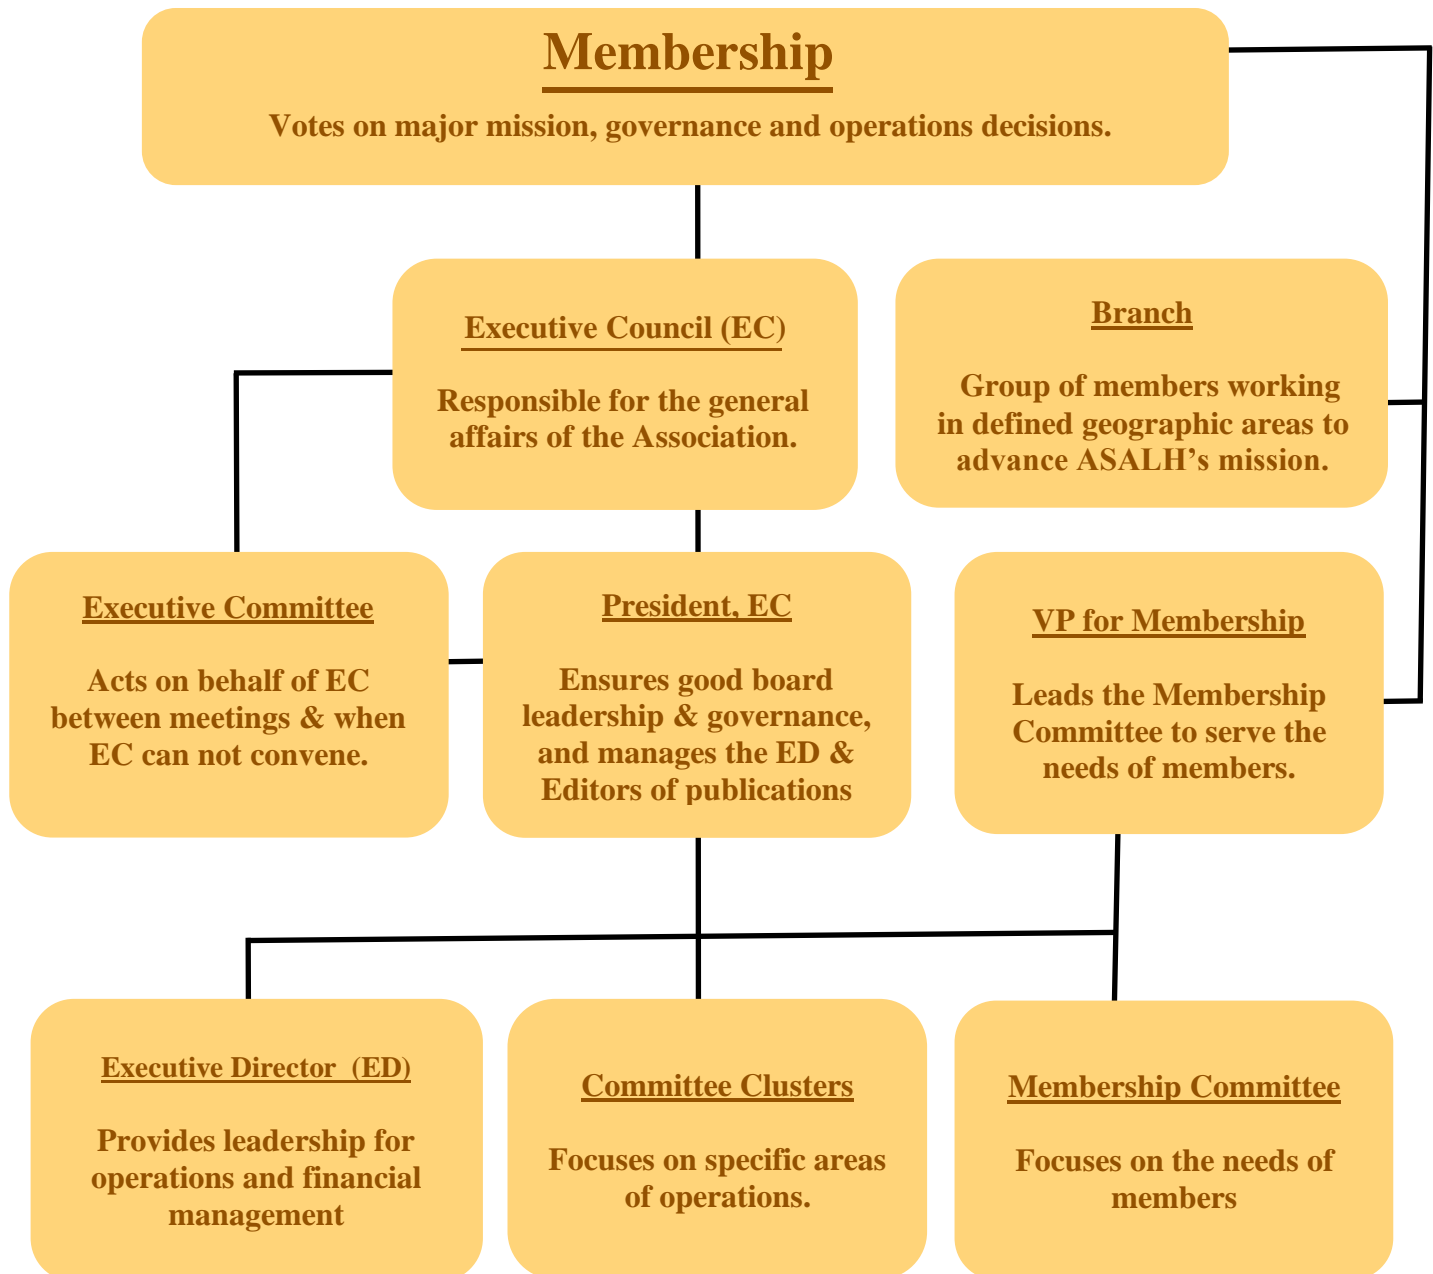 Membership
Votes on major mission, governance and operations decisions.
Executive Council (EC)
Responsible for the general
affairs of the Association.
Branch
Group of members working
in defined geographic areas to
advance ASALH’s mission.
Executive Committee
Acts on behalf of EC
between meetings & when
EC can not convene.
President, EC
Ensures good board
leadership & governance,
and manages the ED &
Editors of publications
VP for Membership
Leads the Membership
Committee to serve the
needs of members.
Executive Director (ED)
Provides leadership for
operations and financial
management
Committee Clusters
Focuses on specific areas
of operations.
Membership Committee
Focuses on the needs of
members